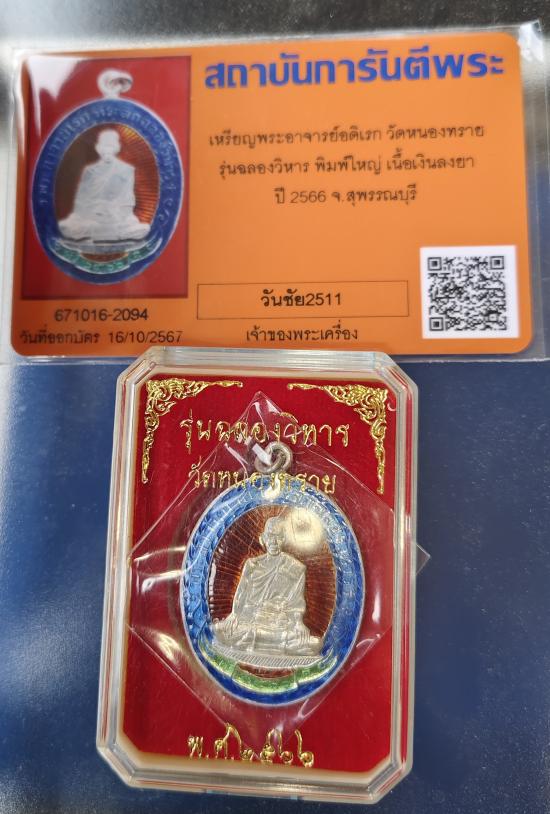 สถาบันการันตีพระ
เหรียญพระอาจารย์อดิเรก วัดหนองทราย
รุ่นฉลองวิหาร พิมพ์ใหญ่ เนื้อเงินลงยา
ปี 2566 จ.สุพรรณบุรี
วันชัย2511
671016-2094
วันที่ออกบัตร 16/10/2567
เจ้าของพระเครื่อง
รุ่นฉลองวิหาร
วัดหนองทราย
พ.ศ.๒๕๖๖